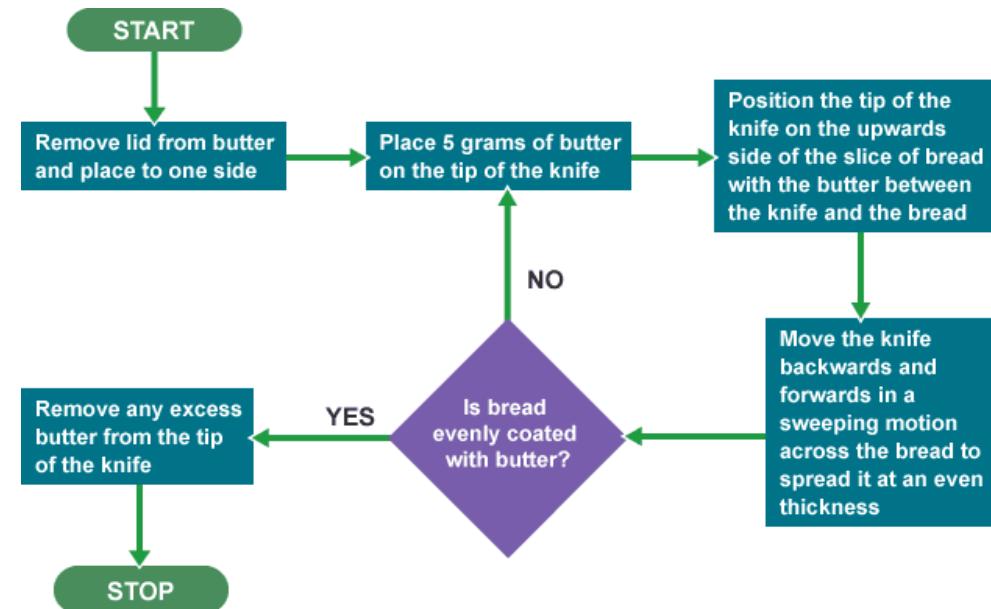 START
Remove lid from butter
and place to one side
Place 5 grams of butter
on the tip of the knife
Position the tip of the
knife on the upwards
side of the slice of bread
with the butter between
the knife and the bread
Move the knife
backwards and
forwards in a
sweeping motion
across the bread to
spread it at an even
thickness
Is bread
evenly coated
with butter?
NO
YES
Remove any excess
butter from the tip
of the knife
STOP